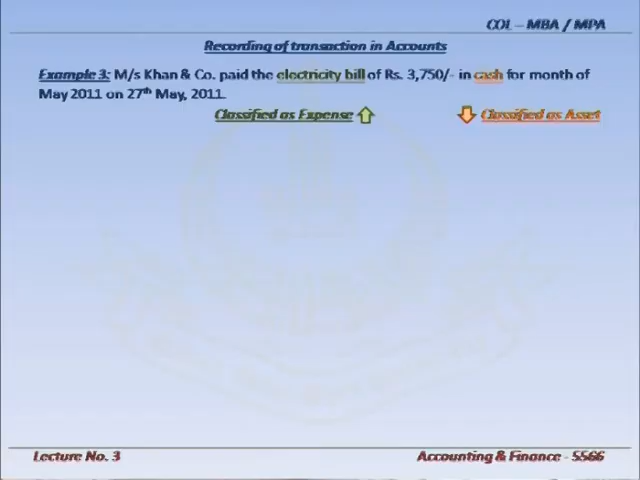 COL – MBA / MPA
Recording of transaction in Accounts
Example 3: M/s Khan & Co. paid the electricity bill of Rs. 3,750/- in cash for month of
May 2011 on 27th May, 2011.
Classified as Expense Classified as Asset
Lecture No. 3 Accounting & Finance - 5566